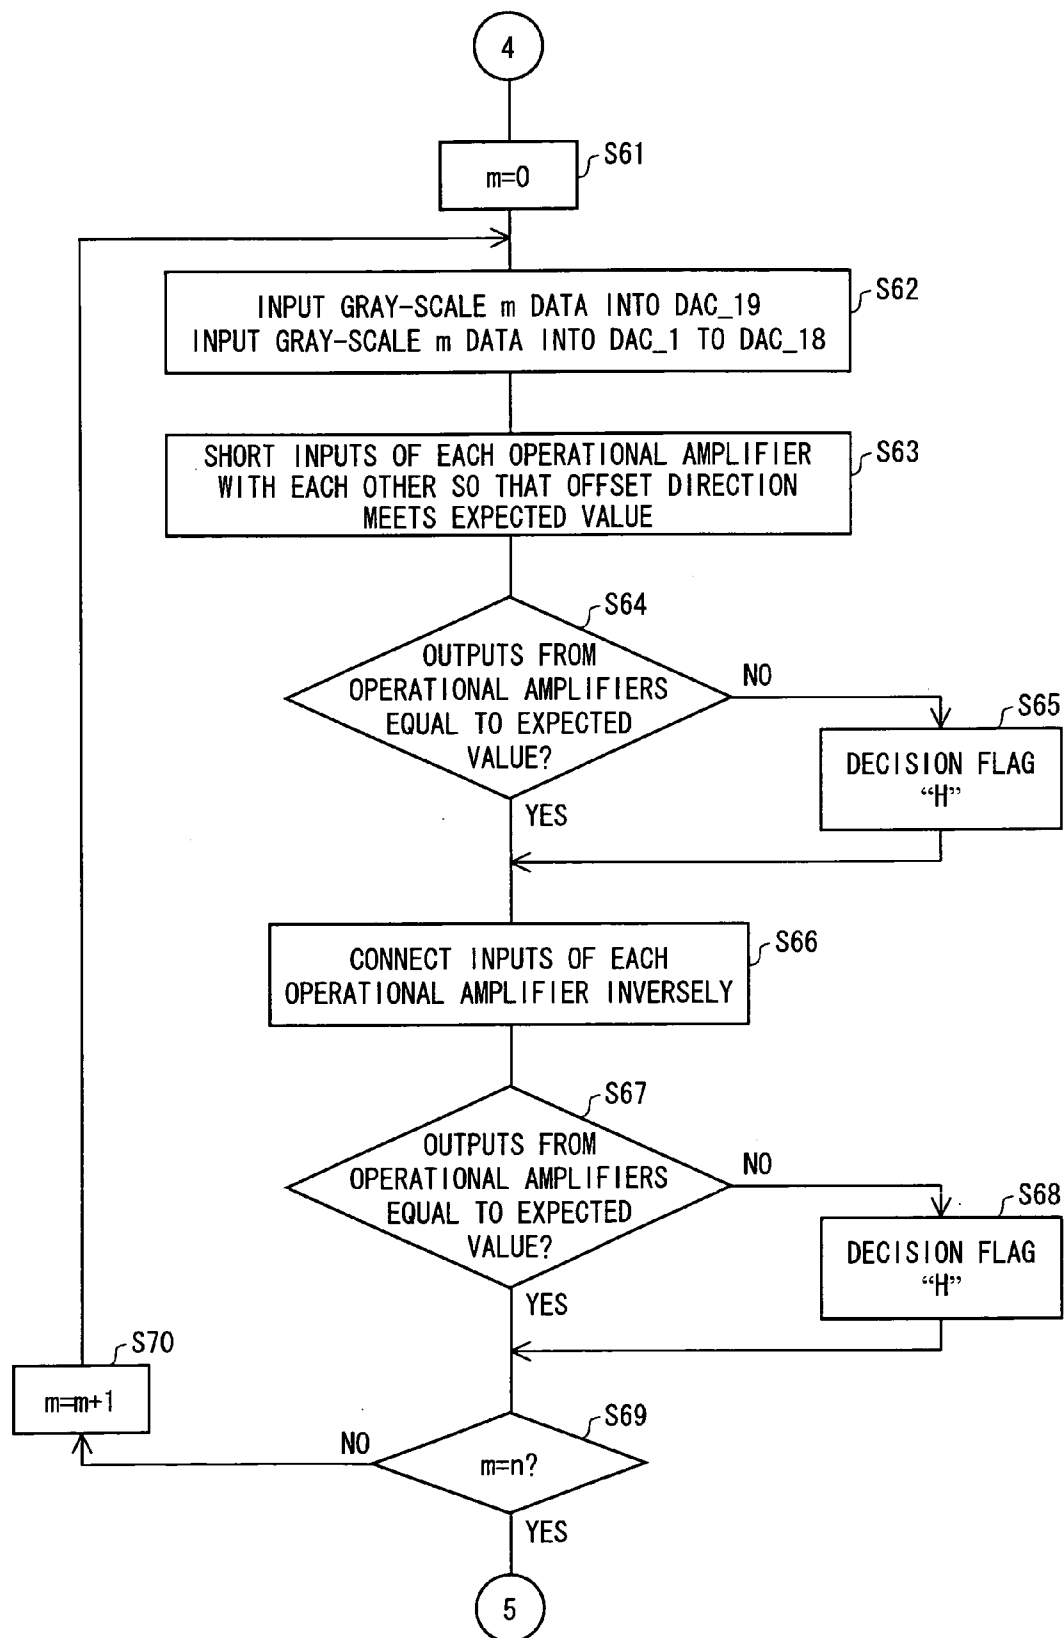 4
S61
m=0
S62
INPUT GRAY-SCALE m DATA INTO DAC_19
INPUT GRAY-SCALE m DATA INTO DAC_1 TO DAC_18
S63
SHORT INPUTS OF EACH OPERATIONAL AMPLIFIER
WITH EACH OTHER SO THAT OFFSET DIRECTION
MEETS EXPECTED VALUE
S64
OUTPUTS FROM
OPERATIONAL AMPLIFIERS
EQUAL TO EXPECTED
VALUE?
NO
S65
DECISION FLAG
“H”
YES
S66
CONNECT INPUTS OF EACH
OPERATIONAL AMPLIFIER INVERSELY
S67
OUTPUTS FROM
OPERATIONAL AMPLIFIERS
EQUAL TO EXPECTED
VALUE?
NO
S68
DECISION FLAG
“H”
YES
S70
m=m+1
S69
NO
m=n?
YES
5